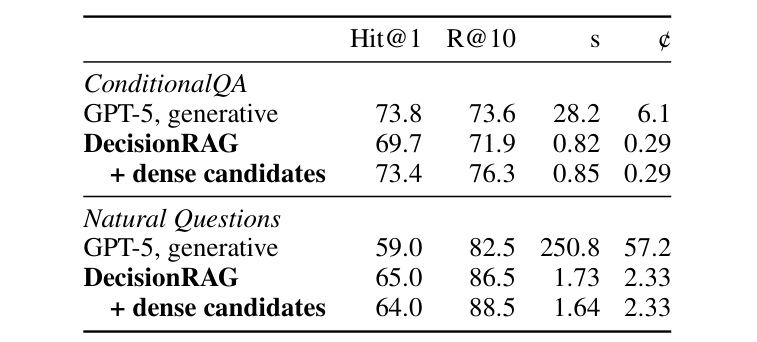 Hit@1 R@10 s ¢
ConditionalQA
GPT-5, generative 73.8 73.6 28.2 6.1
DecisionRAG 69.7 71.9 0.82 0.29
+ dense candidates 73.4 76.3 0.85 0.29
Natural Questions
GPT-5, generative 59.0 82.5 250.8 57.2
DecisionRAG 65.0 86.5 1.73 2.33
+ dense candidates 64.0 88.5 1.64 2.33